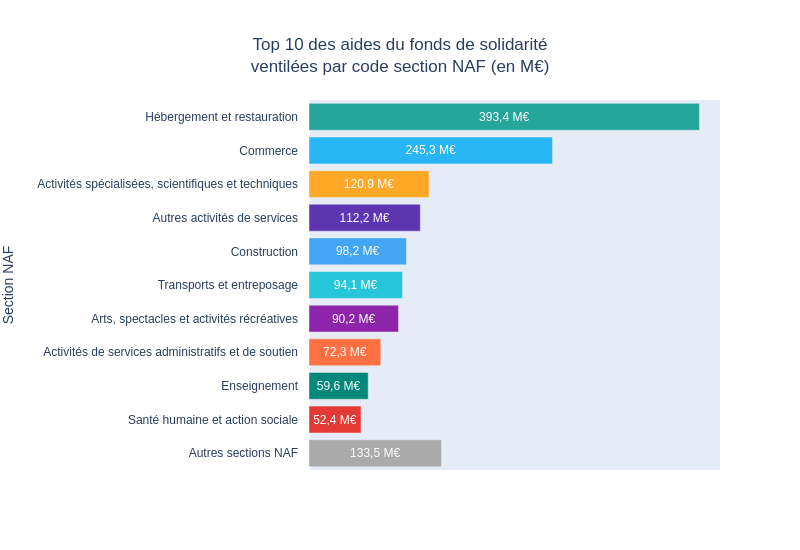 Top 10 des aides du fonds de solidarité
ventilées par code section NAF (en M€)
Section NAF
Hébergement et restauration 393,4 M€
Commerce 245,3 M€
Activités spécialisées, scientifiques et techniques 120,9 M€
Autres activités de services 112,2 M€
Construction 98,2 M€
Transports et entreposage 94,1 M€
Arts, spectacles et activités récréatives 90,2 M€
Activités de services administratifs et de soutien 72,3 M€
Enseignement 59,6 M€
Santé humaine et action sociale 52,4 M€
Autres sections NAF 133,5 M€